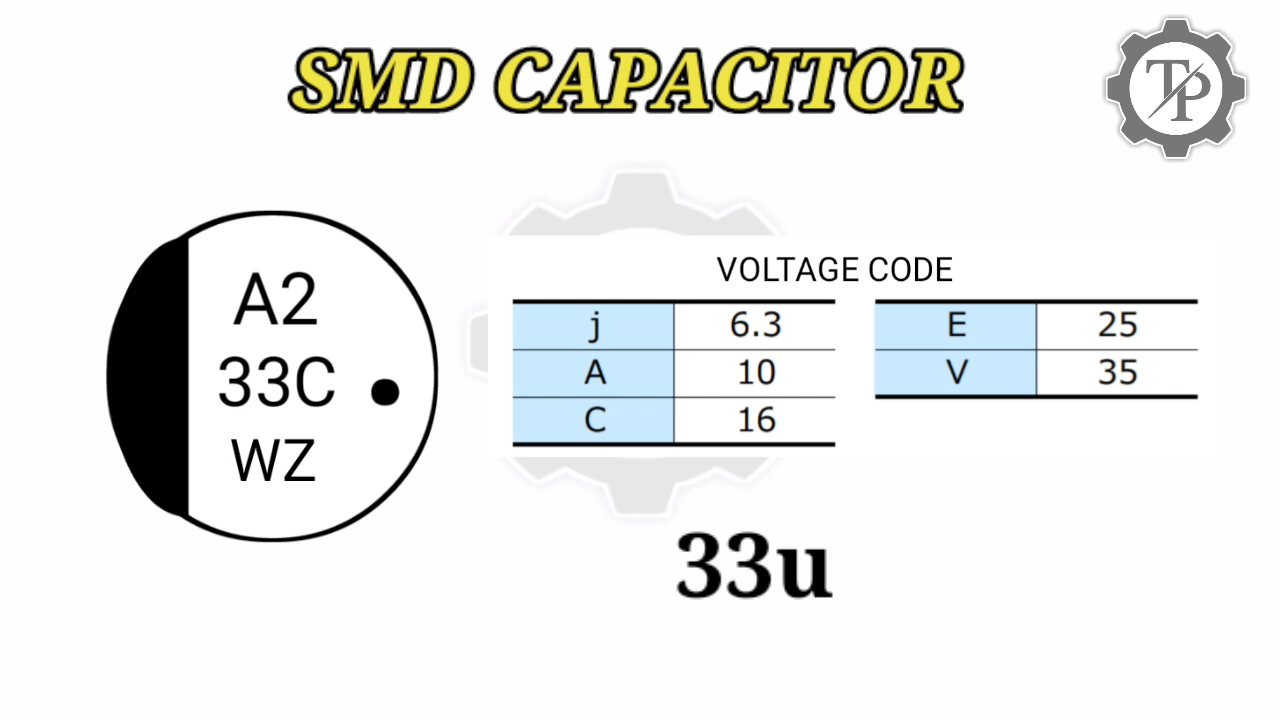 SMD CAPACITOR
TP
A2
33C
WZ
VOLTAGE CODE
j 6.3
A 10
C 16
E 25
V 35
33u